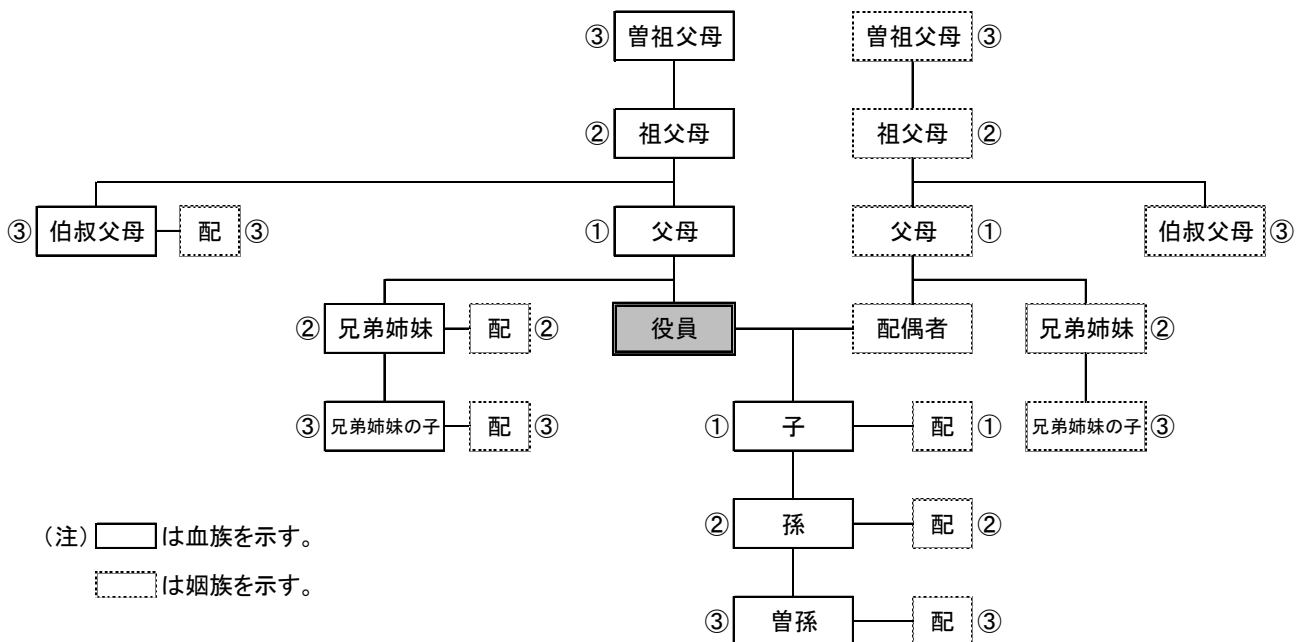 ③ 曽祖父母 曽祖父母 ③
② 祖父母 祖父母 ②
③ 伯叔父母 配 ③ ① 父母 父母 ① 伯叔父母 ③
② 兄弟姉妹 配 ② 役員 配偶者 兄弟姉妹 ②
③ 兄弟姉妹の子 配 ③ ① 子 配 ① 兄弟姉妹の子 ③
② 孫 配 ②
③ 曽孫 配 ③
（注） は血族を示す。
は姻族を示す。